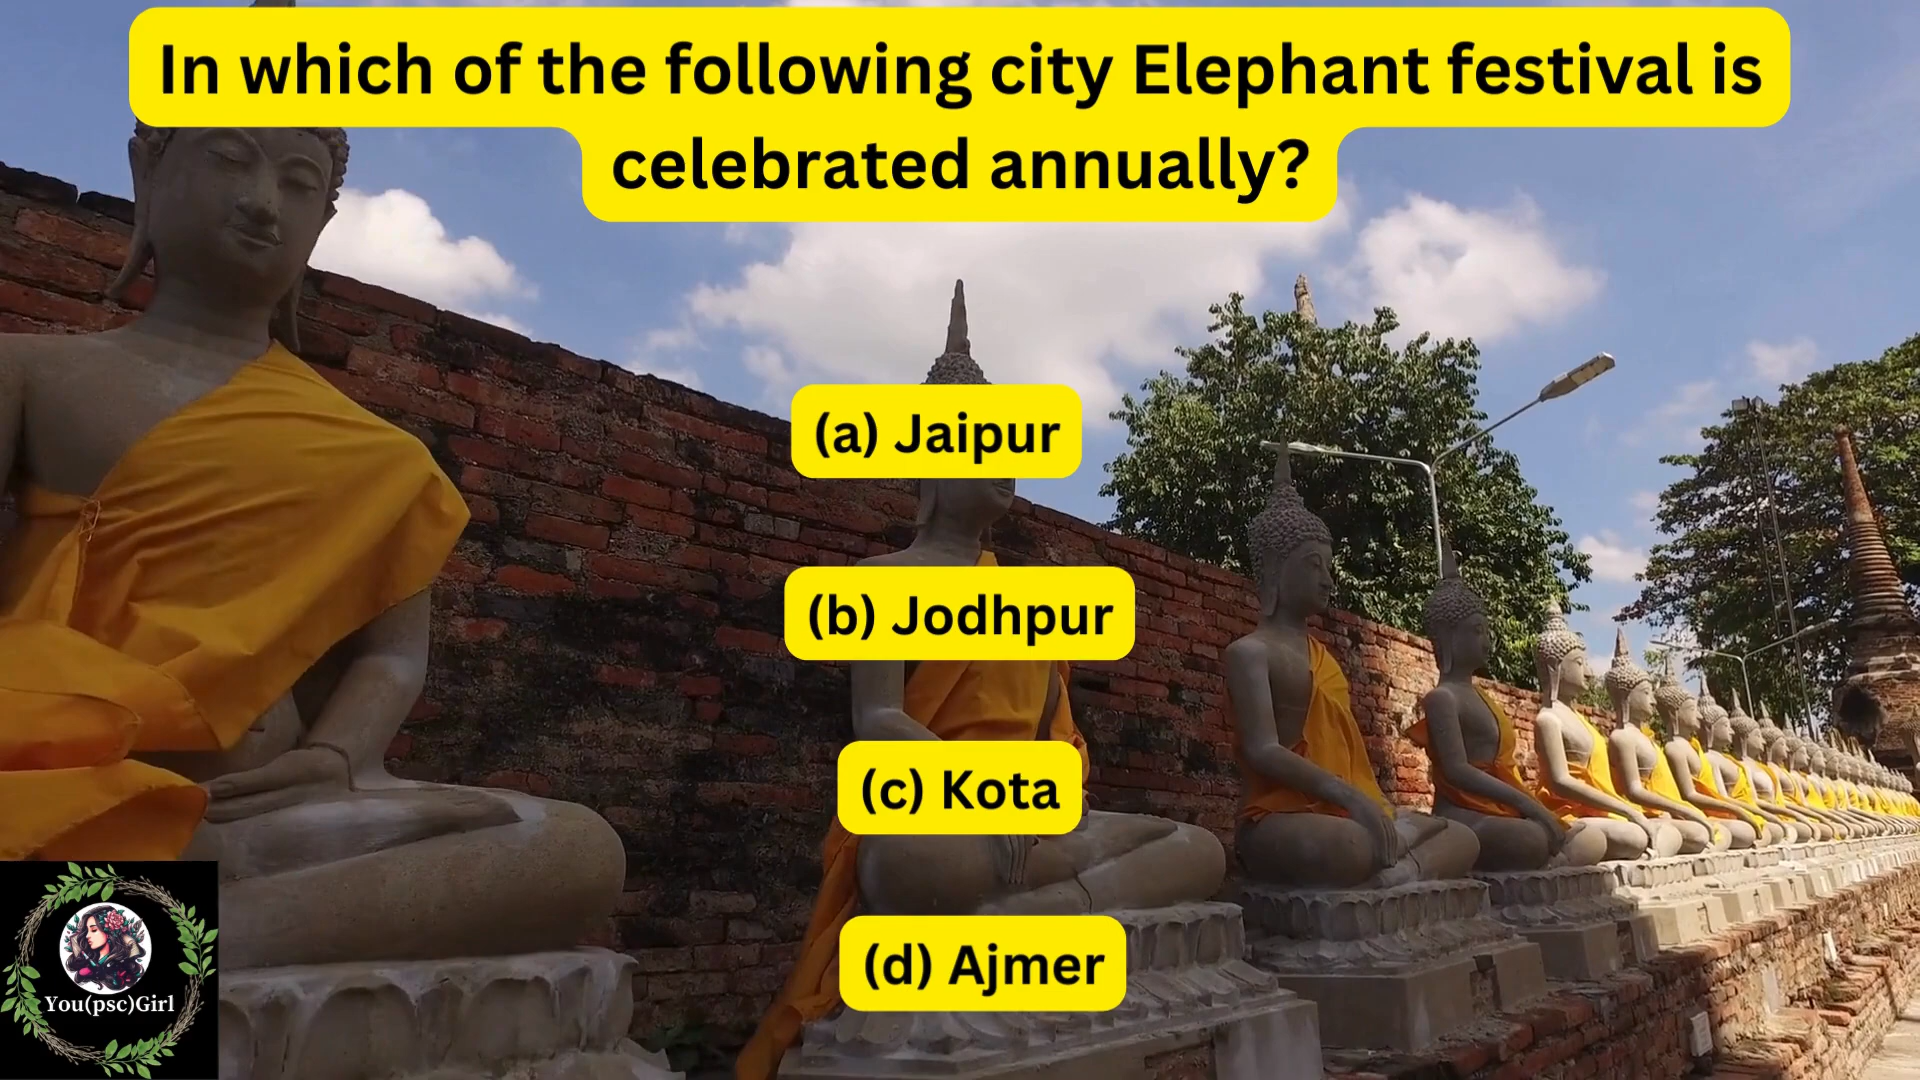 In which of the following city Elephant festival is
celebrated annually?
(a) Jaipur
(b) Jodhpur
(c) Kota
(d) Ajmer
You(psc)Girl